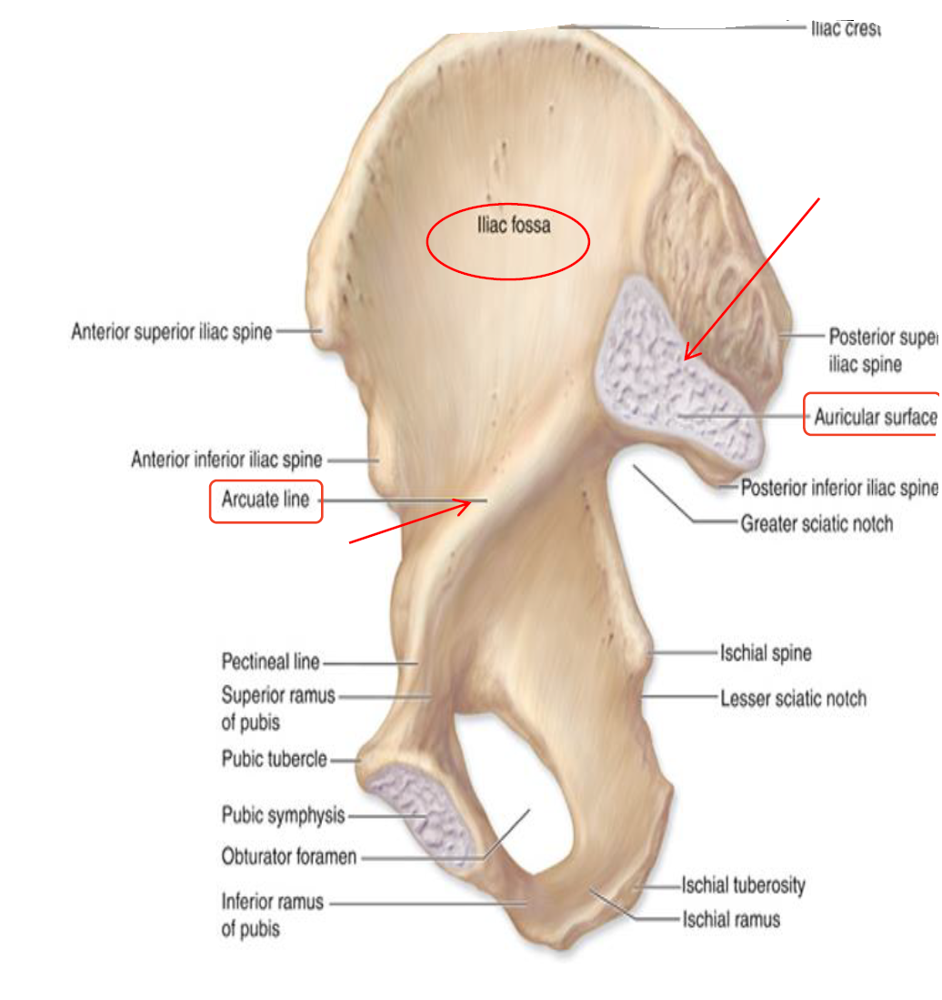 Iliac crest
Iliac fossa
Anterior superior iliac spine
Posterior
iliac spine
Auricular surface
Anterior inferior iliac spine
Arcuate line
Posterior inferior iliac spine
Greater sciatic notch
Pectineal line
Ischial spine
Superior ramus
of pubis
Lesser sciatic notch
Pubic tubercle
Pubic symphysis
Obturator foramen
Ischial tuberosity
Inferior ramus
of pubis
Ischial ramus